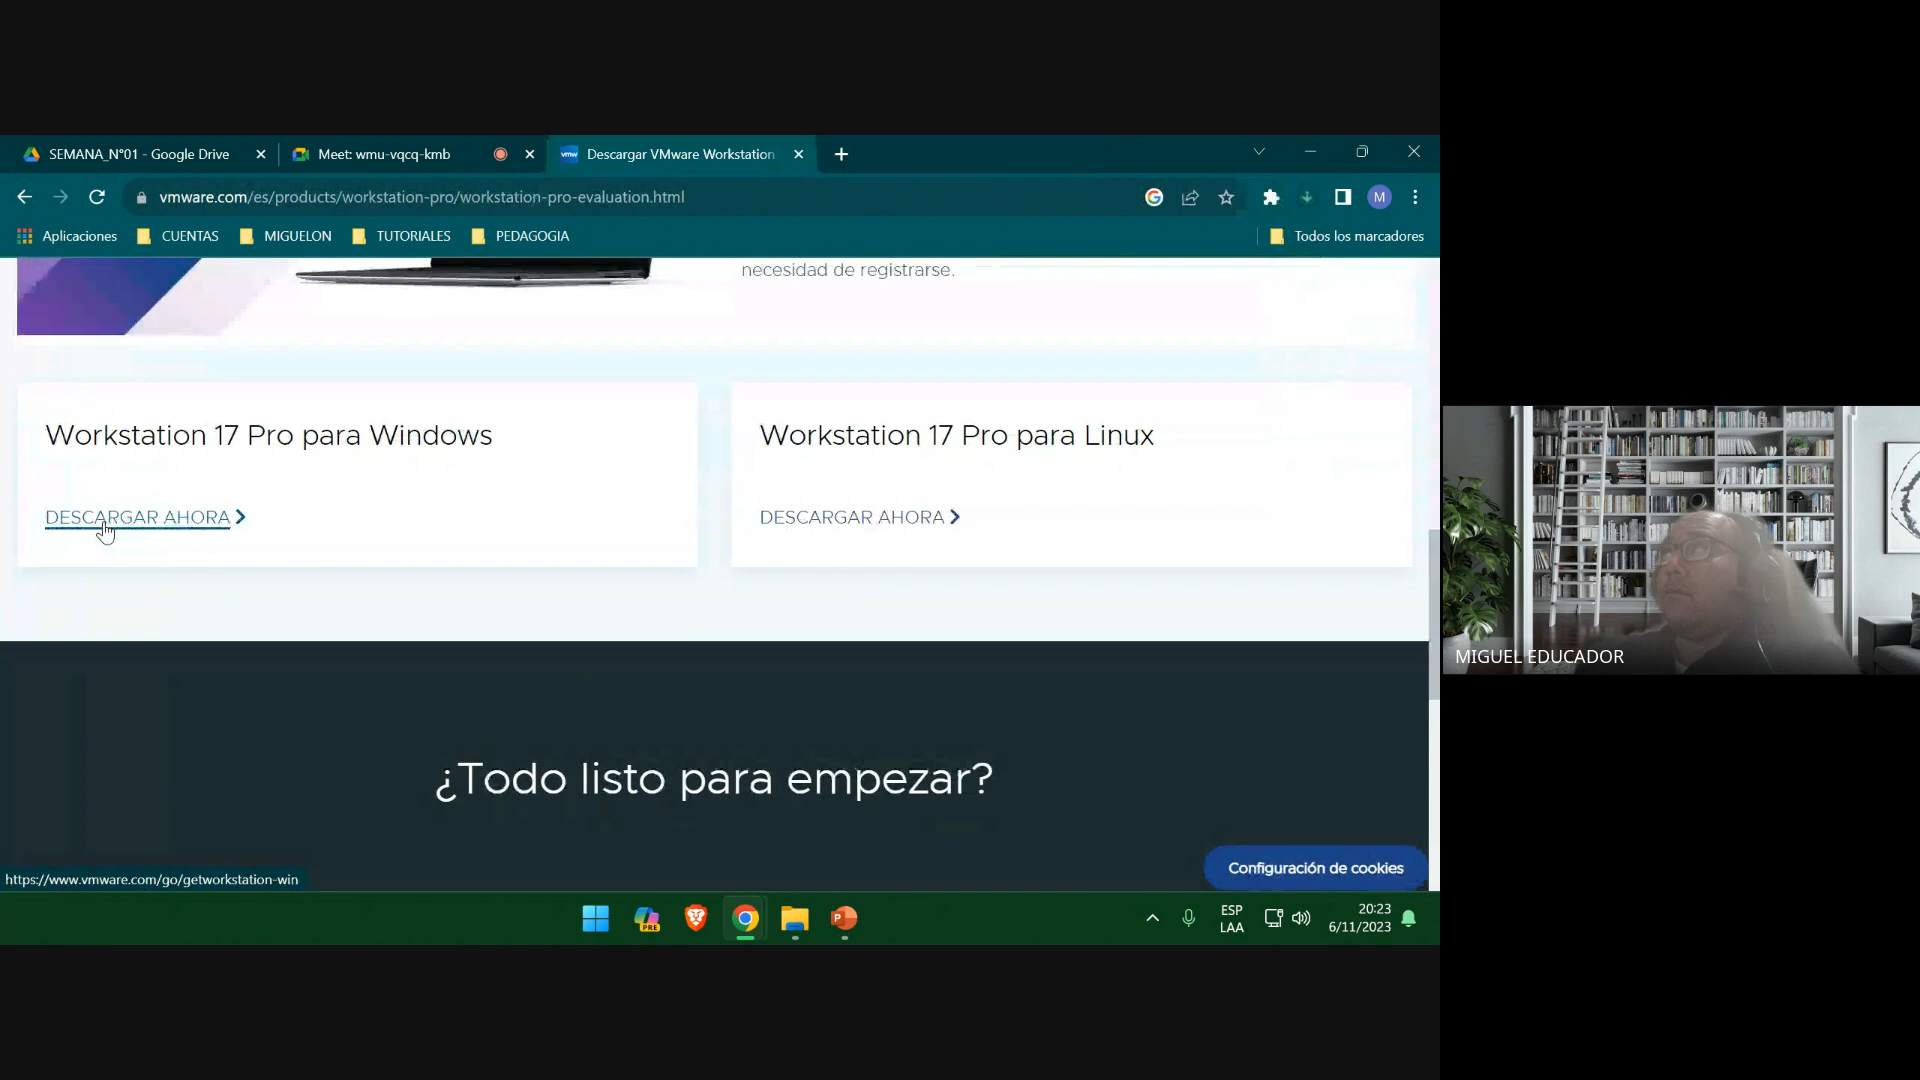 SEMANA_N°01 - Google Drive
Meet: wmu-vqcq-kmb
vmw
Descargar VMware Workstation
vmware.com/es/products/workstation-pro/workstation-pro-evaluation.html
M
Aplicaciones
CUENTAS
MIGUELON
TUTORIALES
PEDAGOGIA
Todos los marcadores
necesidad de registrarse.
Workstation 17 Pro para Windows
DESCARGAR AHORA
Workstation 17 Pro para Linux
DESCARGAR AHORA
¿Todo listo para empezar?
Configuración de cookies
https://www.vmware.com/go/getworkstation-win
PRE
P
ESP
LAA
20:23
6/11/2023
MIGUEL EDUCADOR